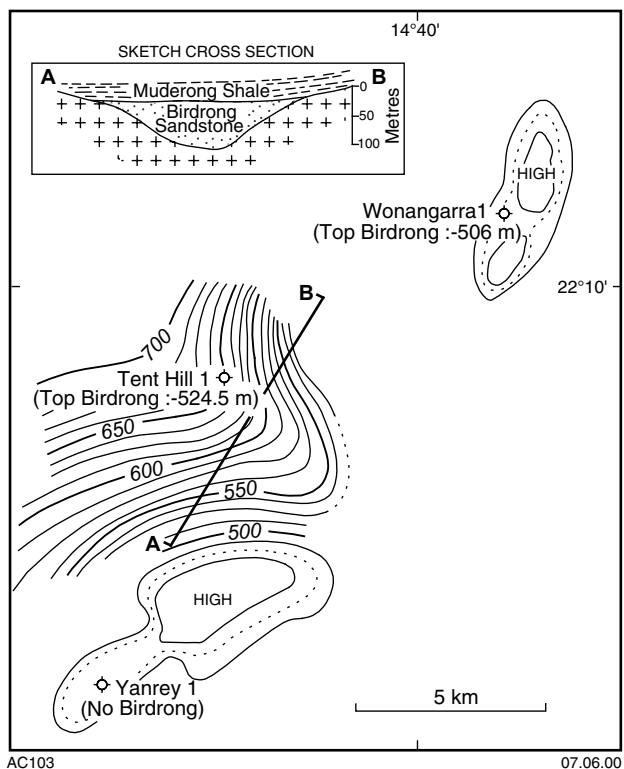 14°40'
SKETCH CROSS SECTION
A
B
Muderong Shale
Birdrong
Sandstone
0
50
100
Metres
HIGH
Wonangarra1
(Top Birdrong :-506 m)
22°10'
B
700
Tent Hill 1
(Top Birdrong :-524.5 m)
650
600
550
500
A
HIGH
Yanrey 1
(No Birdrong)
5 km
AC103
07.06.00